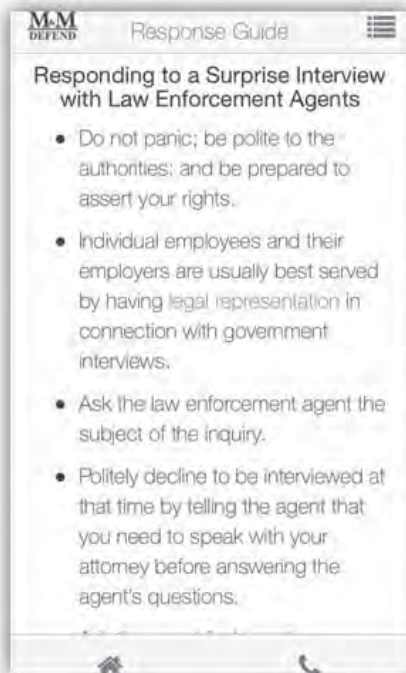 M&M
DEFEND
Response Guide
Responding to a Surprise Interview
with Law Enforcement Agents
• Do not panic; be polite to the
authorities; and be prepared to
assert your rights.
• Individual employees and their
employers are usually best served
by having legal representation in
connection with government
interviews.
• Ask the law enforcement agent the
subject of the inquiry.
• Politely decline to be interviewed at
that time by telling the agent that
you need to speak with your
attorney before answering the
agent's questions.